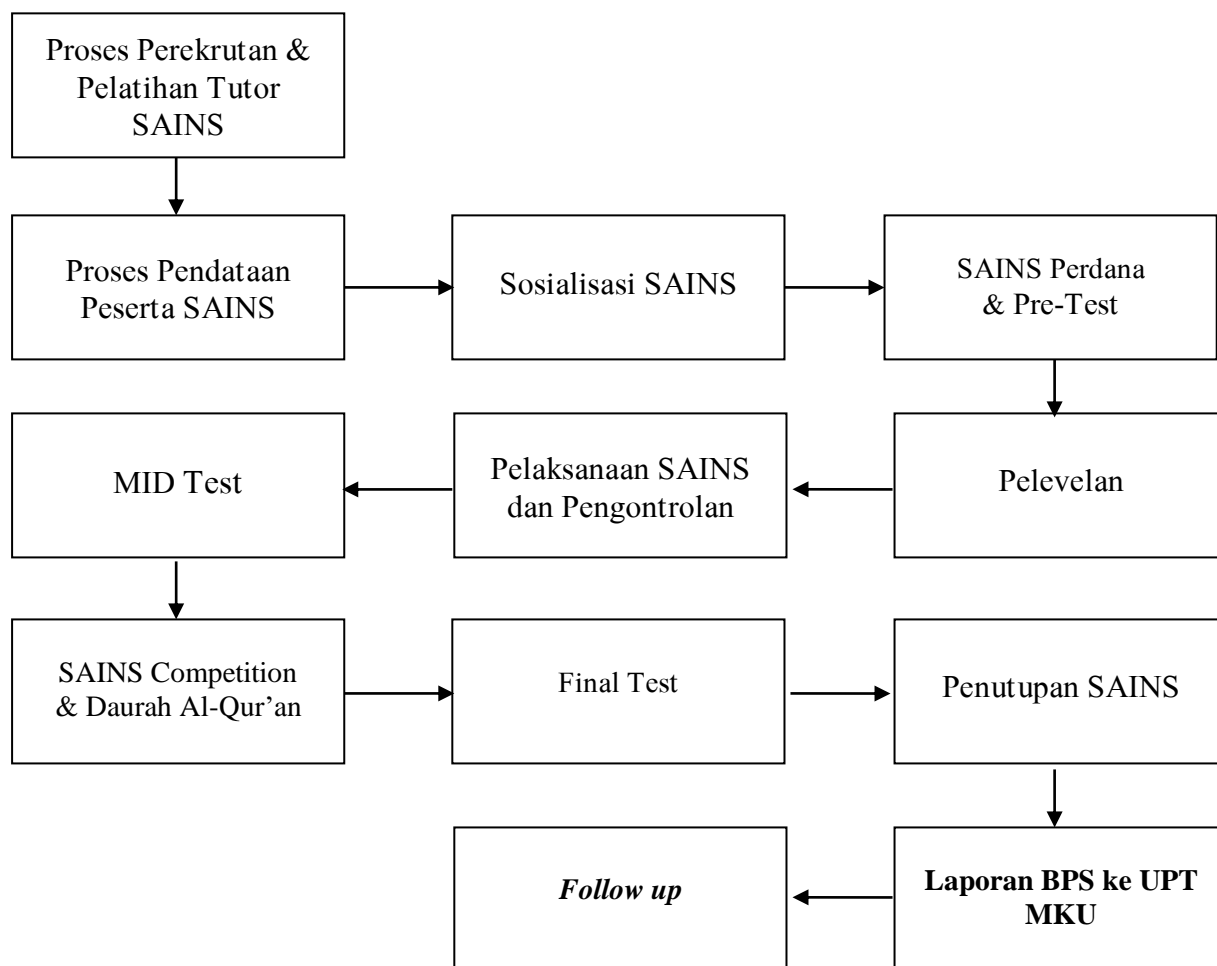 Proses Perekrutan &
Pelatihan Tutor
SAINS
Proses Pendataan
Peserta SAINS
Sosialisasi SAINS
SAINS Perdana
& Pre-Test
Pelevelan
Pelaksanaan SAINS
dan Pengontrolan
MID Test
SAINS Competition
& Daurah Al-Qur’an
Final Test
Penutupan SAINS
Laporan BPS ke UPT
MKU
Follow up